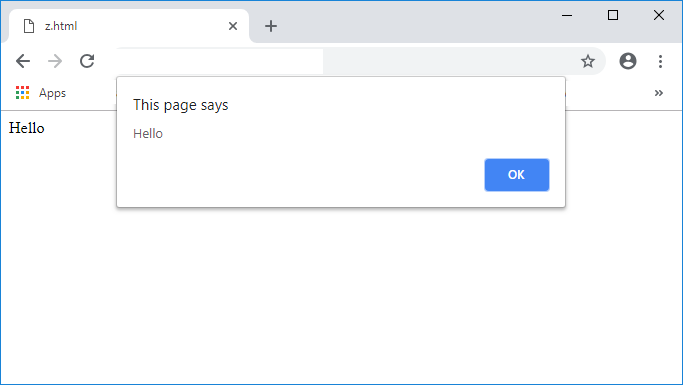 z.html
Apps
»
This page says
Hello
OK
Hello